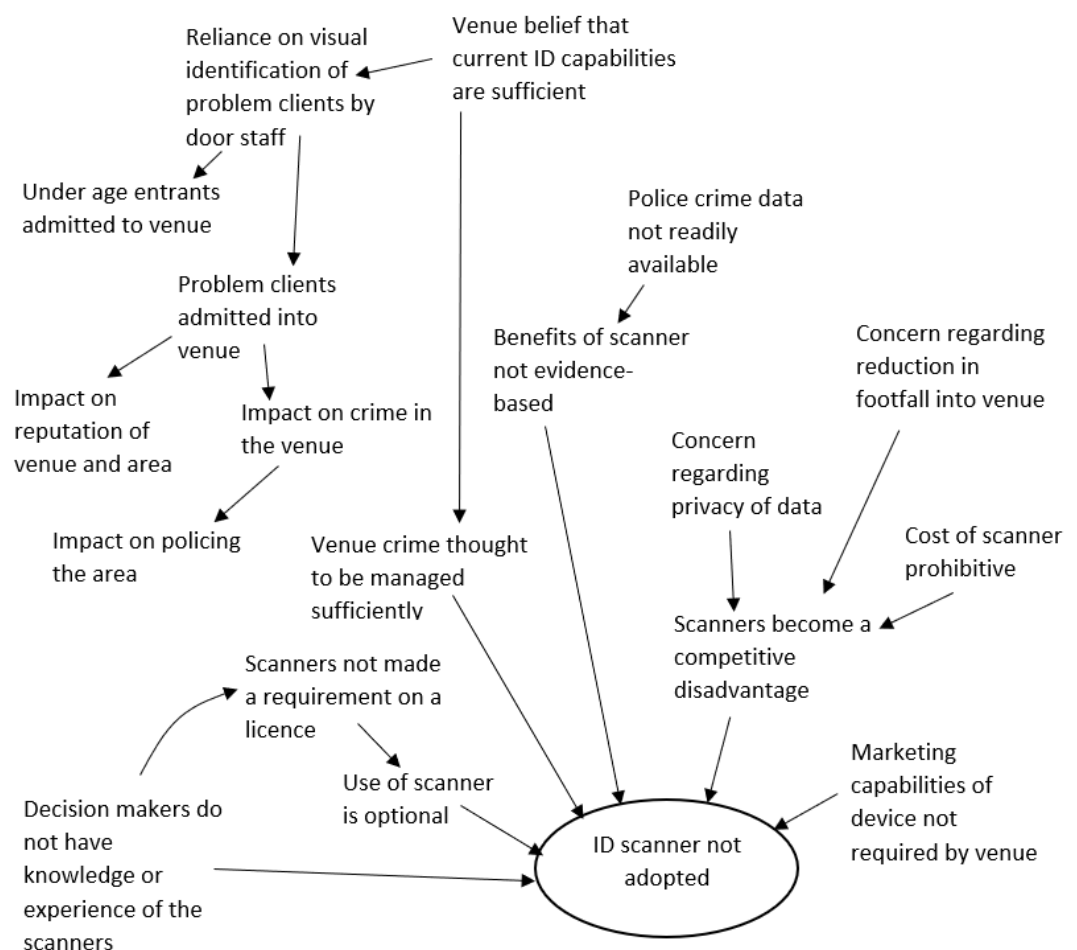 Reliance on visual
identification of
problem clients by
door staff
Venue belief that
current ID capabilities
are sufficient
Under age entrants
admitted to venue
Police crime data
not readily
available
Problem clients
admitted into
venue
Benefits of scanner
not evidence-
based
Concern regarding
reduction in
footfall into venue
Impact on
reputation of
venue and area
Impact on crime in
the venue
Concern
regarding
privacy of data
Impact on policing
the area
Venue crime thought
to be managed
sufficiently
Cost of scanner
prohibitive
Scanners become a
competitive
disadvantage
Scanners not made
a requirement on a
licence
Use of scanner
is optional
Marketing
capabilities of
device not
required by venue
Decision makers do
not have
knowledge or
experience of the
scanners
ID scanner not
adopted